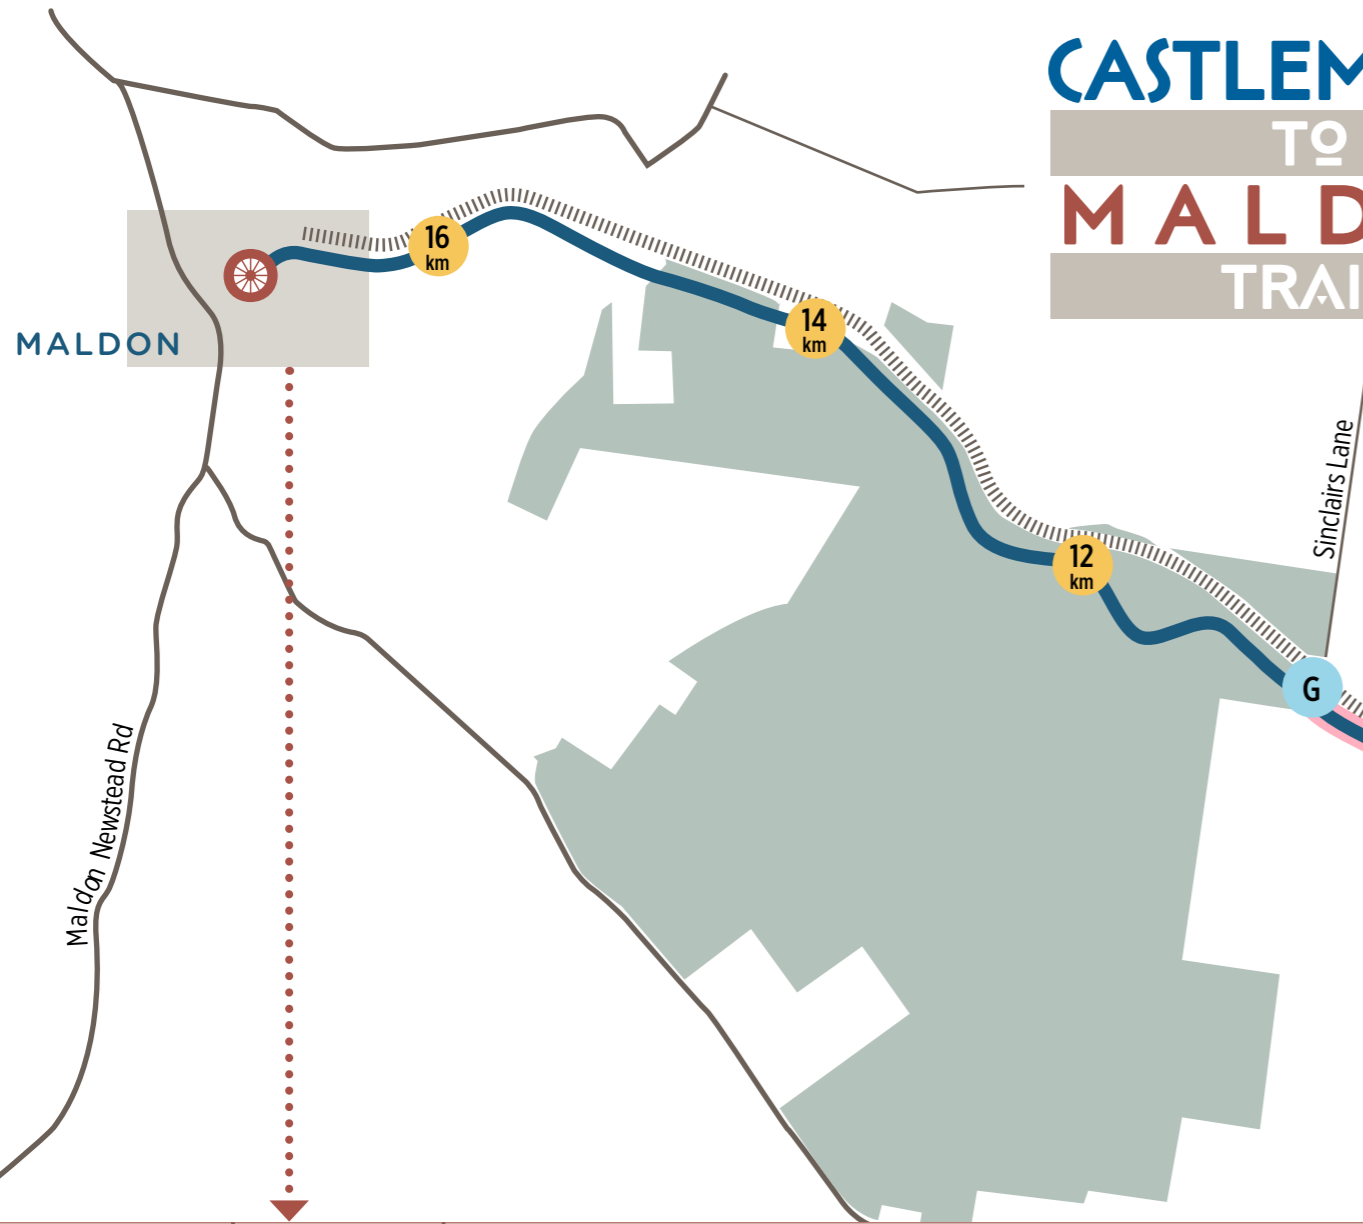 CASTLEM
TO
MALD
TRAI
16
km
14
km
MALDON
Sinclairs Lane
12
km
G
Maldon Newstead Rd